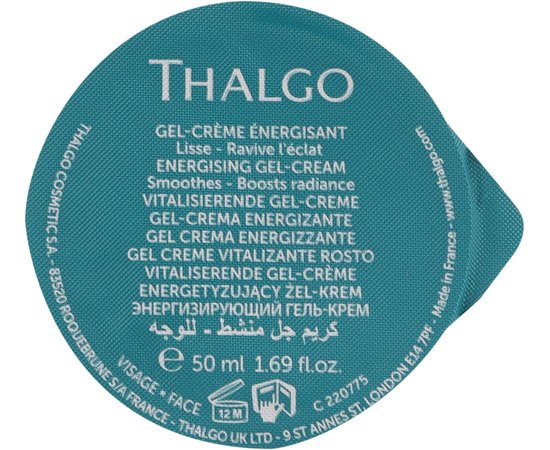 THALGO
GEL-CRÈME ÉNERGISANT
Lisse - Ravive l'éclat
ENERGISING GEL-CREAM
Smoothes - Boosts radiance
VITALISIERENDE GEL-CREME
GEL-CREMA ENERGIZANTE
GEL CREMA ENERGIZZANTE
GEL CREME VITALIZANTE ROSTO
VITALISERENDE GEL-CRÈME
ENERGETYZUJĄCY ŻEL-KREM
ЭНЕРГИЗИРУЮЩИЙ ГЕЛЬ-КРЕМ
كريم جل منشط - للوجه
℮ 50 ml 1.69 fl.oz.
12 M
VISAGE • FACE
C 220775
THALGO COSMETIC S.A. - 83520 ROQUEBRUNE S/A FRANCE - THALGO UK LTD - 9 ST ANNES ST, LONDON E14 7PF - Made in France - www.thalgo.com